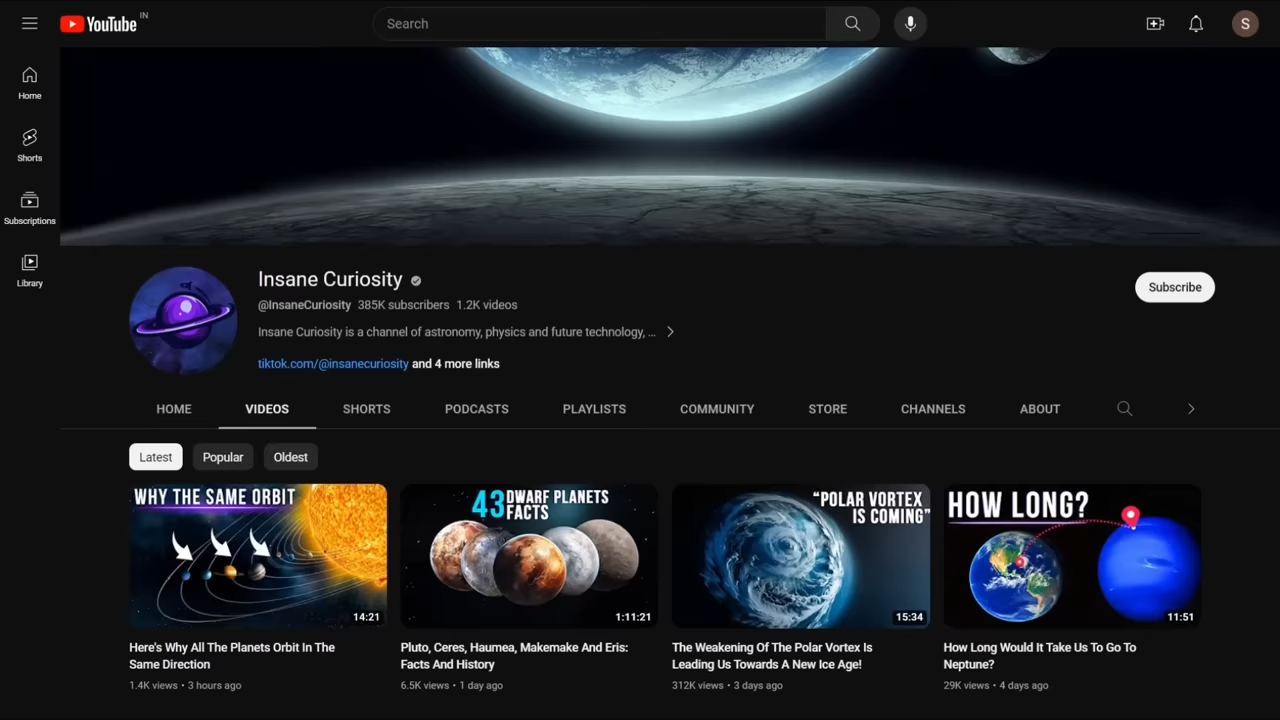 YouTube IN
Search
S
Home
Shorts
Subscriptions
Library
Insane Curiosity
@InsaneCuriosity 385K subscribers 1.2K videos
Insane Curiosity is a channel of astronomy, physics and future technology, ...
tiktok.com/@insanecuriosity and 4 more links
Subscribe
HOME VIDEOS SHORTS PODCASTS PLAYLISTS COMMUNITY STORE CHANNELS ABOUT
Latest Popular Oldest
WHY THE SAME ORBIT
14:21
Here's Why All The Planets Orbit In The
Same Direction
1.4K views • 3 hours ago
43 DWARF PLANETS
FACTS
1:11:21
Pluto, Ceres, Haumea, Makemake And Eris:
Facts And History
6.5K views • 1 day ago
“POLAR VORTEX
IS COMING”
15:34
The Weakening Of The Polar Vortex Is
Leading Us Towards A New Ice Age!
312K views • 3 days ago
HOW LONG?
11:51
How Long Would It Take Us To Go To
Neptune?
29K views • 4 days ago